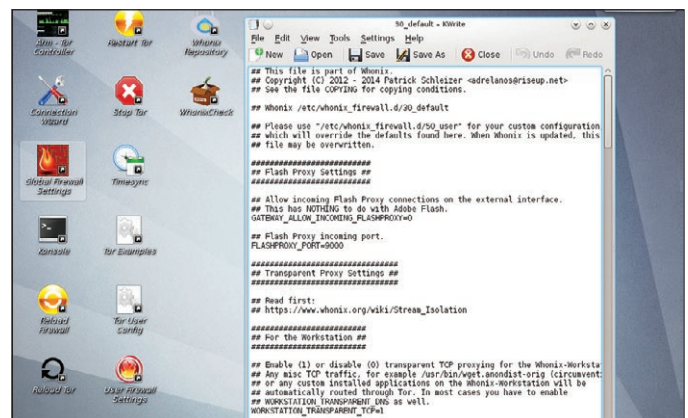 Arm - Tor
Controller
Restart Tor
Whonix
Repository
Connection
Wizard
Stop Tor
WhonixCheck
Global Firewall
Settings
Timesync
Konsole
Tor Examples
Reload
Firewall
Tor User
Config
Reload Tor
User Firewall
Settings
50_default - KWrite
File Edit View Tools Settings Help
New Open Save Save As Close Undo Redo
## This file is part of Whonix.
## Copyright (C) 2012 - 2014 Patrick Schleizer <adrelanos@riseup.net>
## See the file COPYING for copying conditions.
## Whonix /etc/whonix_firewall.d/30_default
## Please use "/etc/whonix_firewall.d/50_user" for your custom configuration
## which will override the defaults found here. When Whonix is updated, this
## file may be overwritten.
###########################
## Flash Proxy Settings ##
###########################
## Allow incoming Flash Proxy connections on the external interface.
## This has NOTHING to do with Adobe Flash.
GATEWAY_ALLOW_INCOMING_FLASHPROXY=0
## Flash Proxy incoming port.
FLASHPROXY_PORT=9000
#################################
## Transparent Proxy Settings ##
#################################
## Read first:
## https://www.whonix.org/wiki/Stream_Isolation
##########################
## For the Workstation ##
##########################
## Enable (1) or disable (0) transparent TCP proxying for the Whonix-Worksta
## Any misc TCP traffic, for example /usr/bin/wget.anondist-orig (circumvent
## or any custom installed applications on the Whonix-Workstation will be
## automatically routed through Tor. In most cases you have to enable
## WORKSTATION_TRANSPARENT_DNS as well.
WORKSTATION_TRANSPARENT_TCP=1